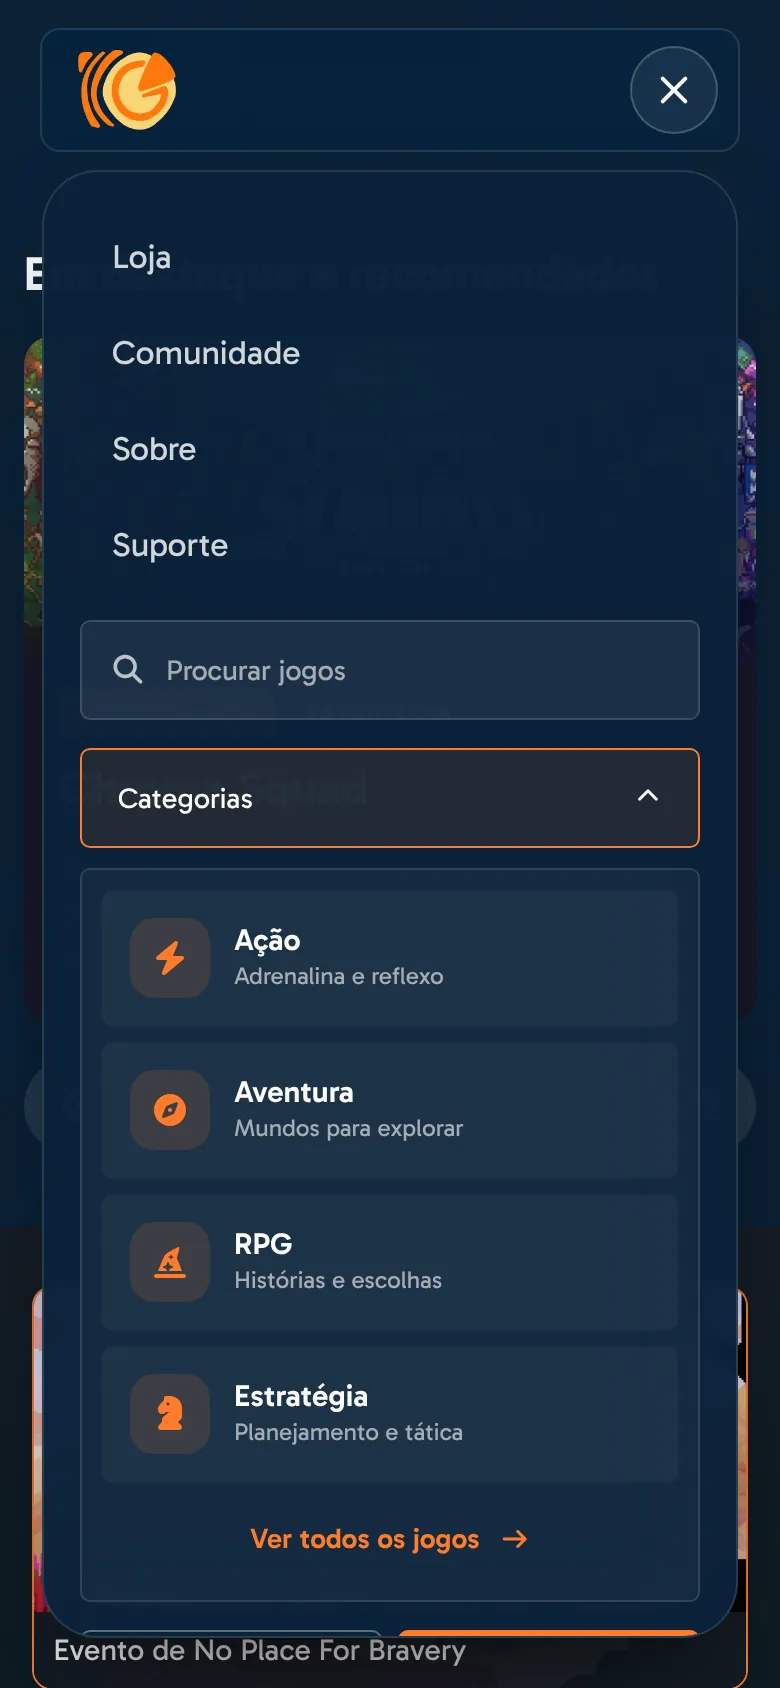 Loja
Comunidade
Sobre
Suporte
Procurar jogos
Categorias
Ação
Adrenalina e reflexo
Aventura
Mundos para explorar
RPG
Histórias e escolhas
Estratégia
Planejamento e tática
Ver todos os jogos
Evento de No Place For Bravery